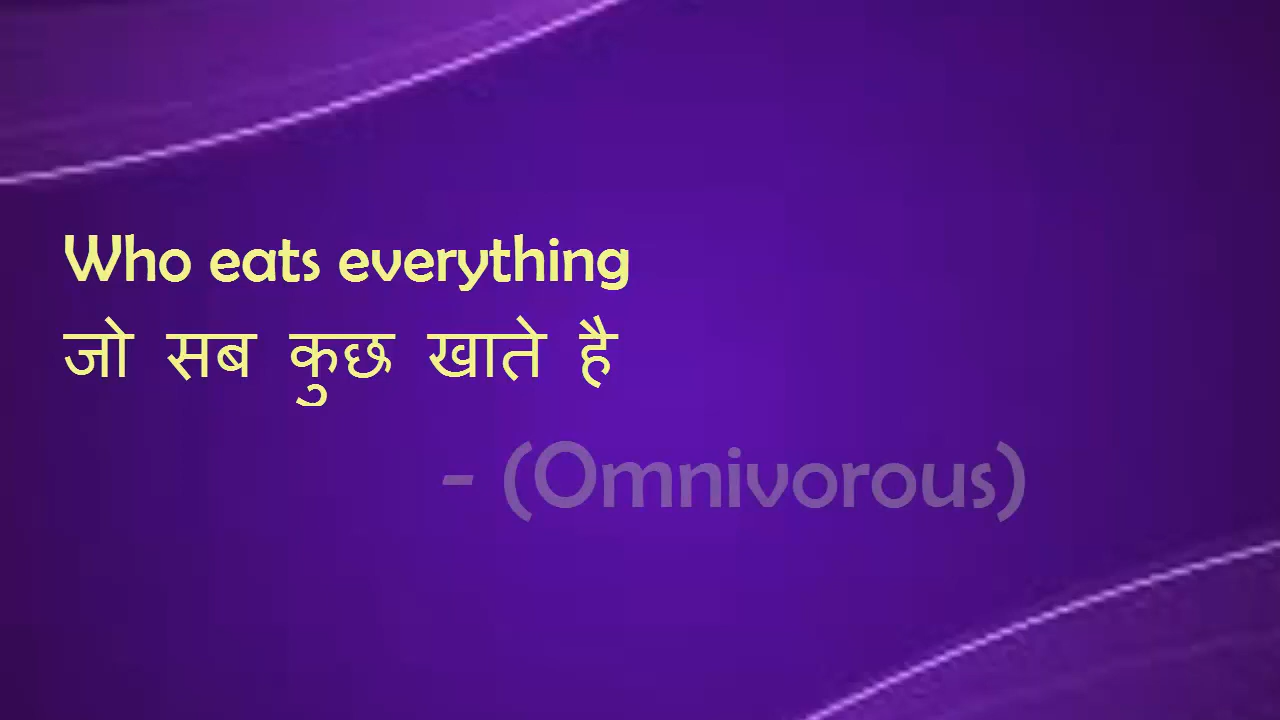 Who eats everything
जो सब कुछ खाते है
- (Omnivorous)